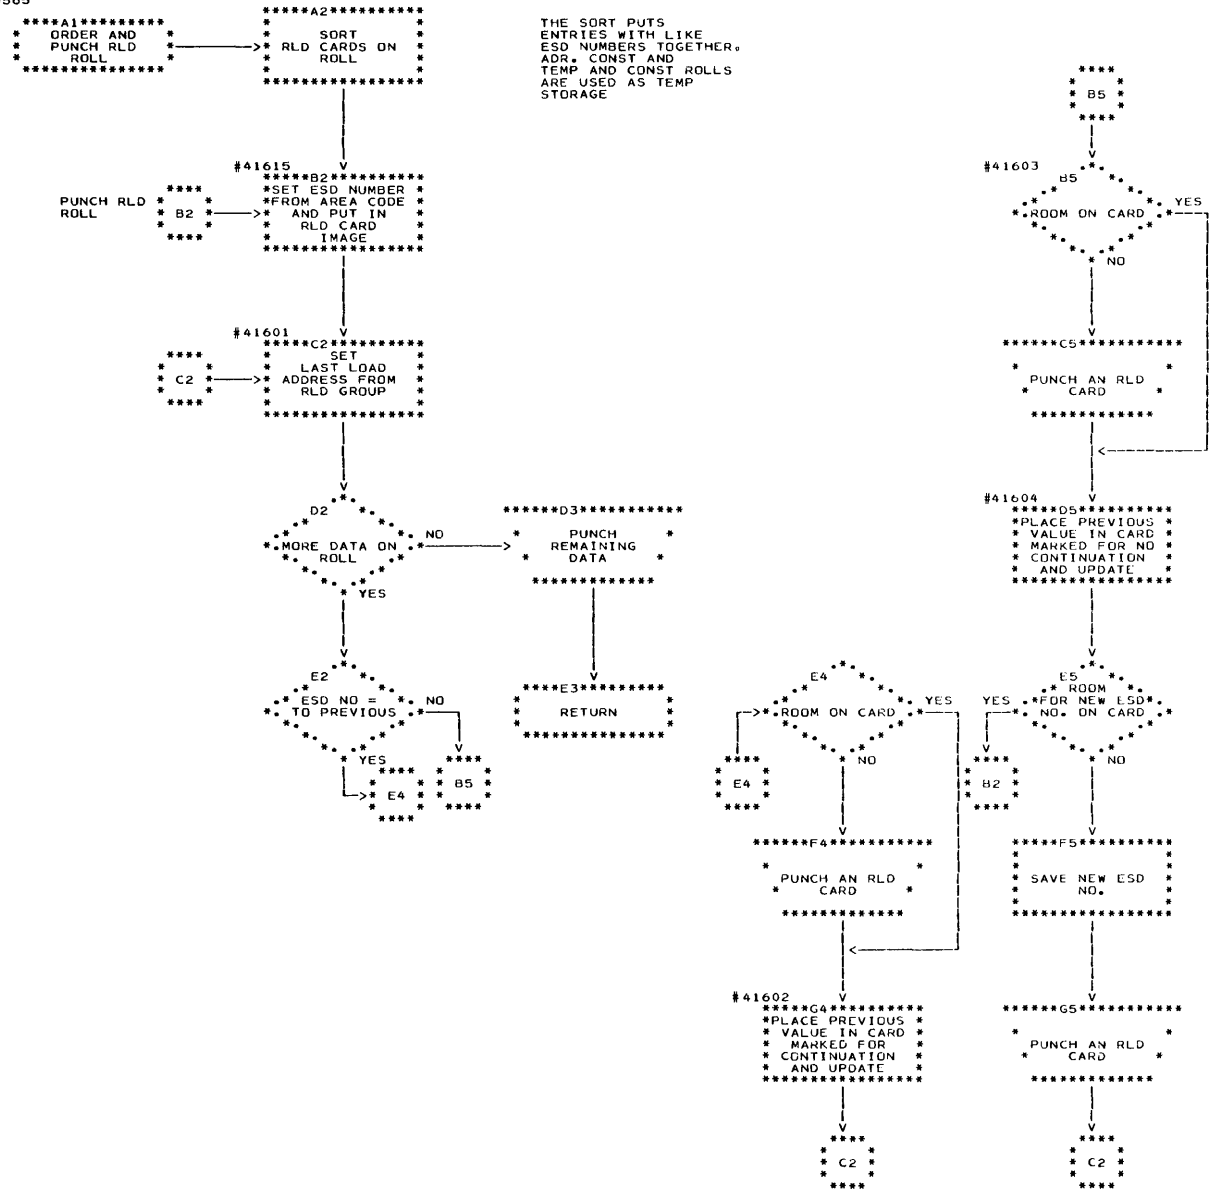 A1
ORDER AND
PUNCH RLD
ROLL
A2
SORT
RLD CARDS ON
ROLL
THE SORT PUTS
ENTRIES WITH LIKE
ESD NUMBERS TOGETHER.
ADR. CONST AND
TEMP AND CONST ROLLS
ARE USED AS TEMP
STORAGE
B5
PUNCH RLD
ROLL
B2
#41615
B2
SET ESD NUMBER
FROM AREA CODE
AND PUT IN
RLD CARD
IMAGE
#41603
B5
ROOM ON CARD
YES
NO
C2
#41601
C2
SET
LAST LOAD
ADDRESS FROM
RLD GROUP
C5
PUNCH AN RLD
CARD
D2
MORE DATA ON
ROLL
NO
YES
D3
PUNCH
REMAINING
DATA
#41604
D5
PLACE PREVIOUS
VALUE IN CARD
MARKED FOR NO
CONTINUATION
AND UPDATE
E2
ESD NO =
TO PREVIOUS
NO
YES
E4
B5
E3
RETURN
E4
ROOM ON CARD
YES
NO
E4
E5
ROOM
FOR NEW ESD
NO. ON CARD
YES
NO
B2
F4
PUNCH AN RLD
CARD
F5
SAVE NEW ESD
NO.
#41602
G4
PLACE PREVIOUS
VALUE IN CARD
MARKED FOR
CONTINUATION
AND UPDATE
G5
PUNCH AN RLD
CARD
C2
C2